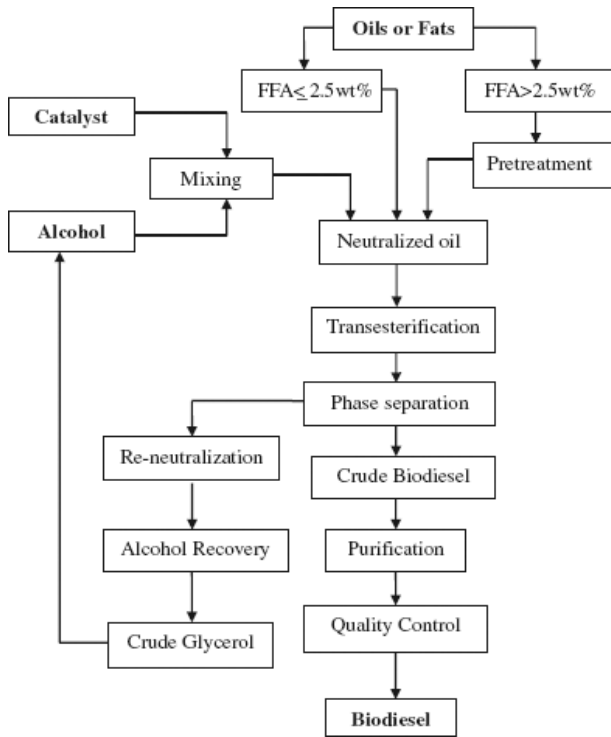 Oils or Fats
FFA≤ 2.5wt%
FFA>2.5wt%
Catalyst
Mixing
Pretreatment
Alcohol
Neutralized oil
Transesterification
Phase separation
Re-neutralization
Crude Biodiesel
Alcohol Recovery
Purification
Crude Glycerol
Quality Control
Biodiesel